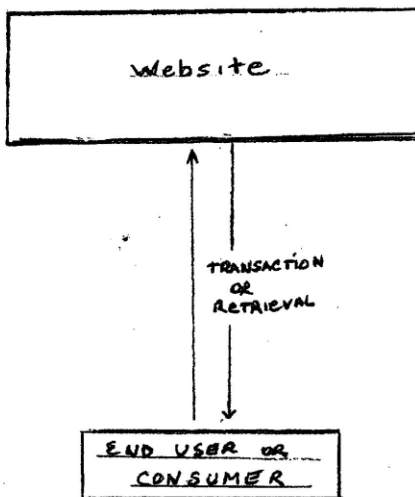 Website
TRANSACTION
OR
RETRIEVAL
END USER OR
CONSUMER